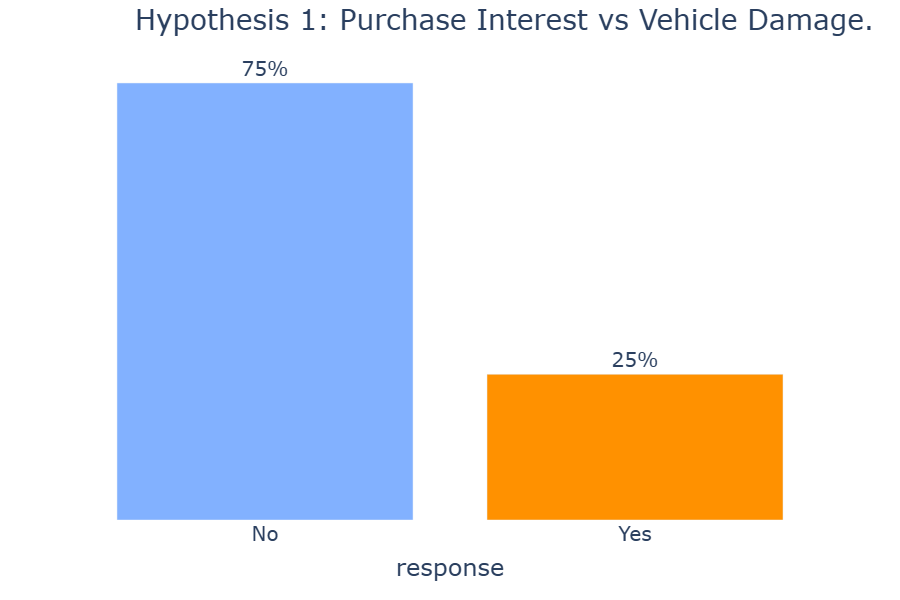 Hypothesis 1: Purchase Interest vs Vehicle Damage.
75%
25%
No
Yes
response